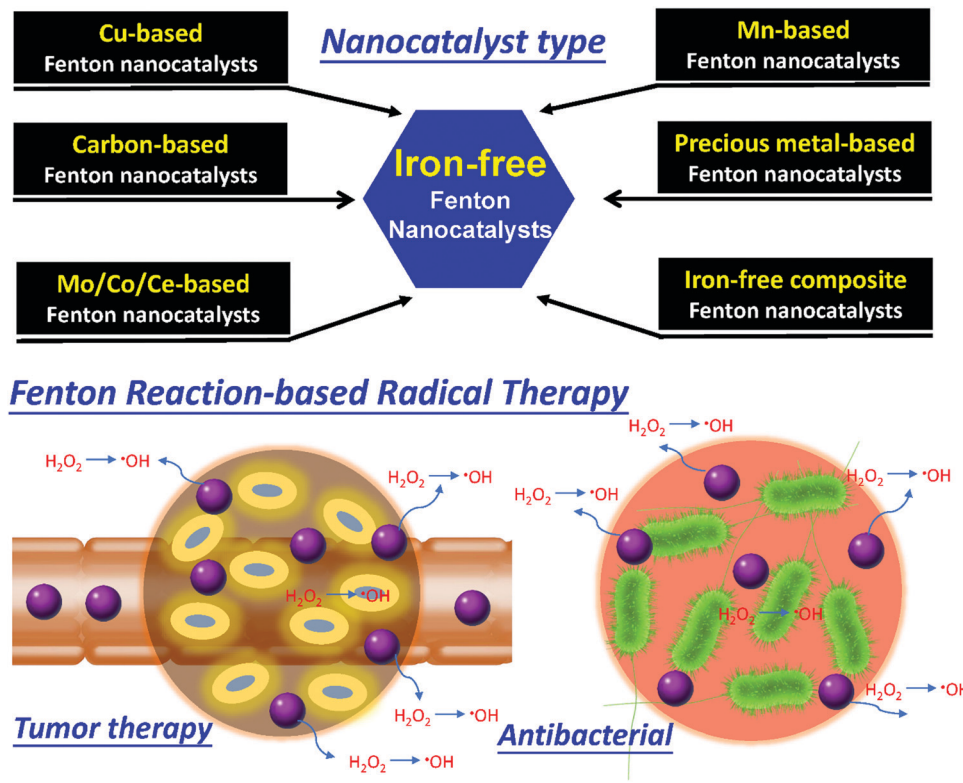 Nanocatalyst type
Cu-based
Fenton nanocatalysts
Mn-based
Fenton nanocatalysts
Carbon-based
Fenton nanocatalysts
Iron-free
Fenton
Nanocatalysts
Precious metal-based
Fenton nanocatalysts
Mo/Co/Ce-based
Fenton nanocatalysts
Iron-free composite
Fenton nanocatalysts
Fenton Reaction-based Radical Therapy
H₂O₂ → •OH
H₂O₂ → •OH
H₂O₂ → •OH
H₂O₂ → •OH
H₂O₂ → •OH
Tumor therapy
H₂O₂ → •OH
H₂O₂ → •OH
H₂O₂ → •OH
H₂O₂ → •OH
H₂O₂ → •OH
Antibacterial